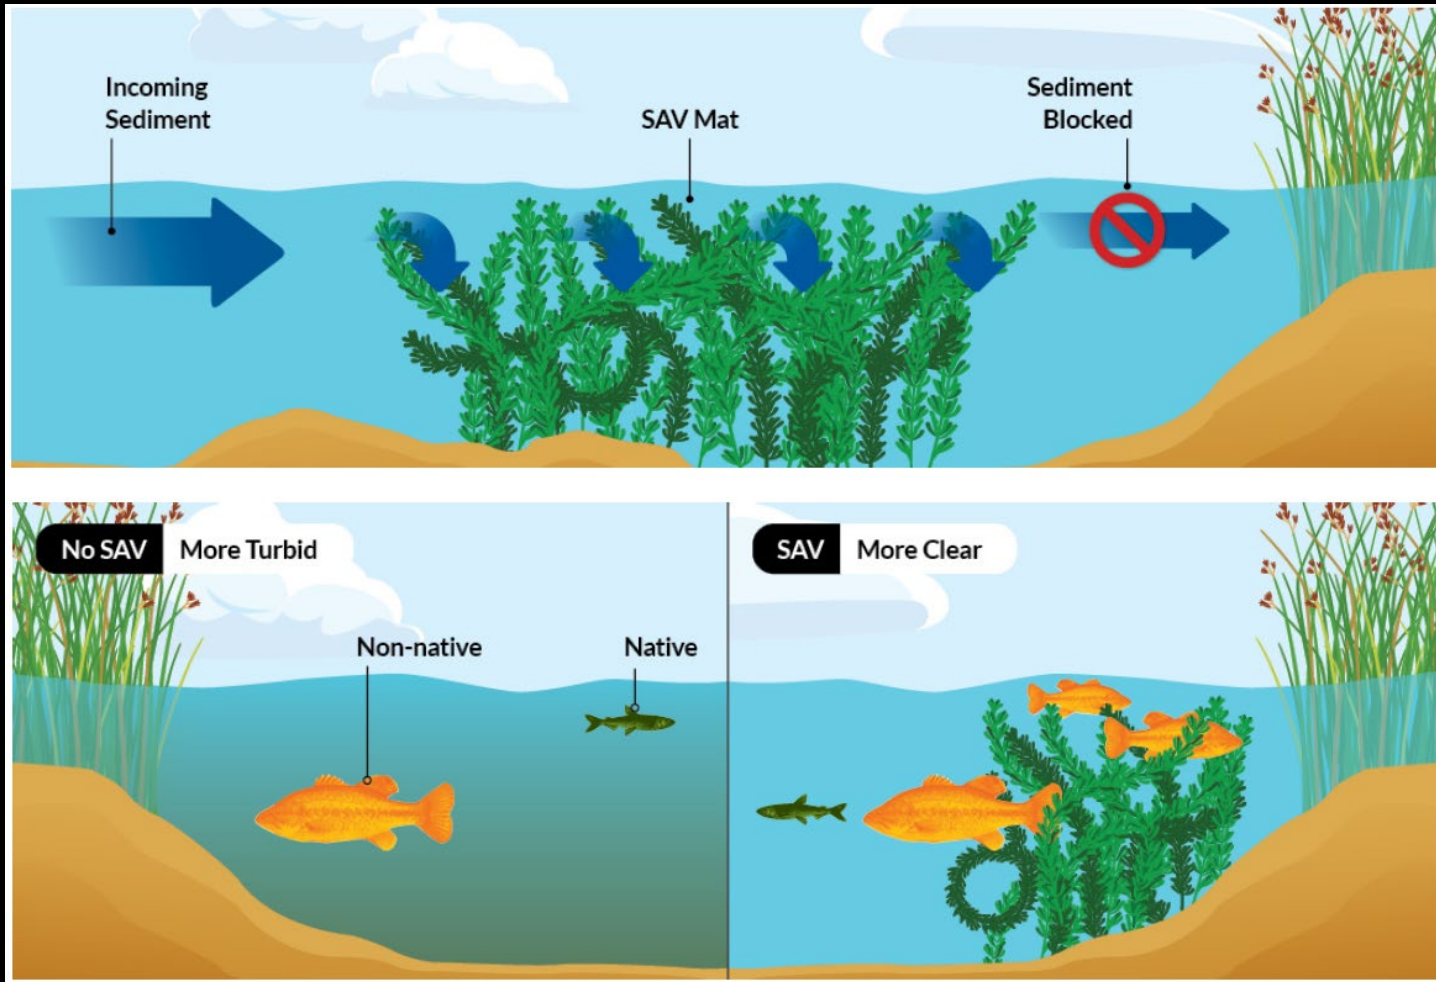 Incoming
Sediment
SAV Mat
Sediment
Blocked
No SAV More Turbid
SAV More Clear
Non-native
Native